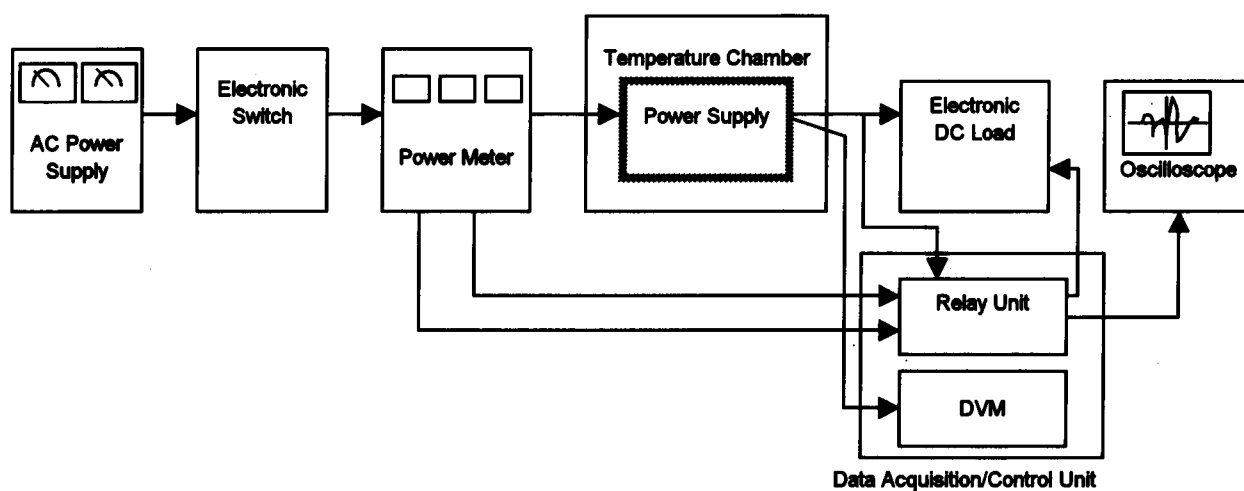 AC Power
Supply
Electronic
Switch
Power Meter
Temperature Chamber
Power Supply
Electronic
DC Load
Oscilloscope
Relay Unit
DVM
Data Acquisition/Control Unit